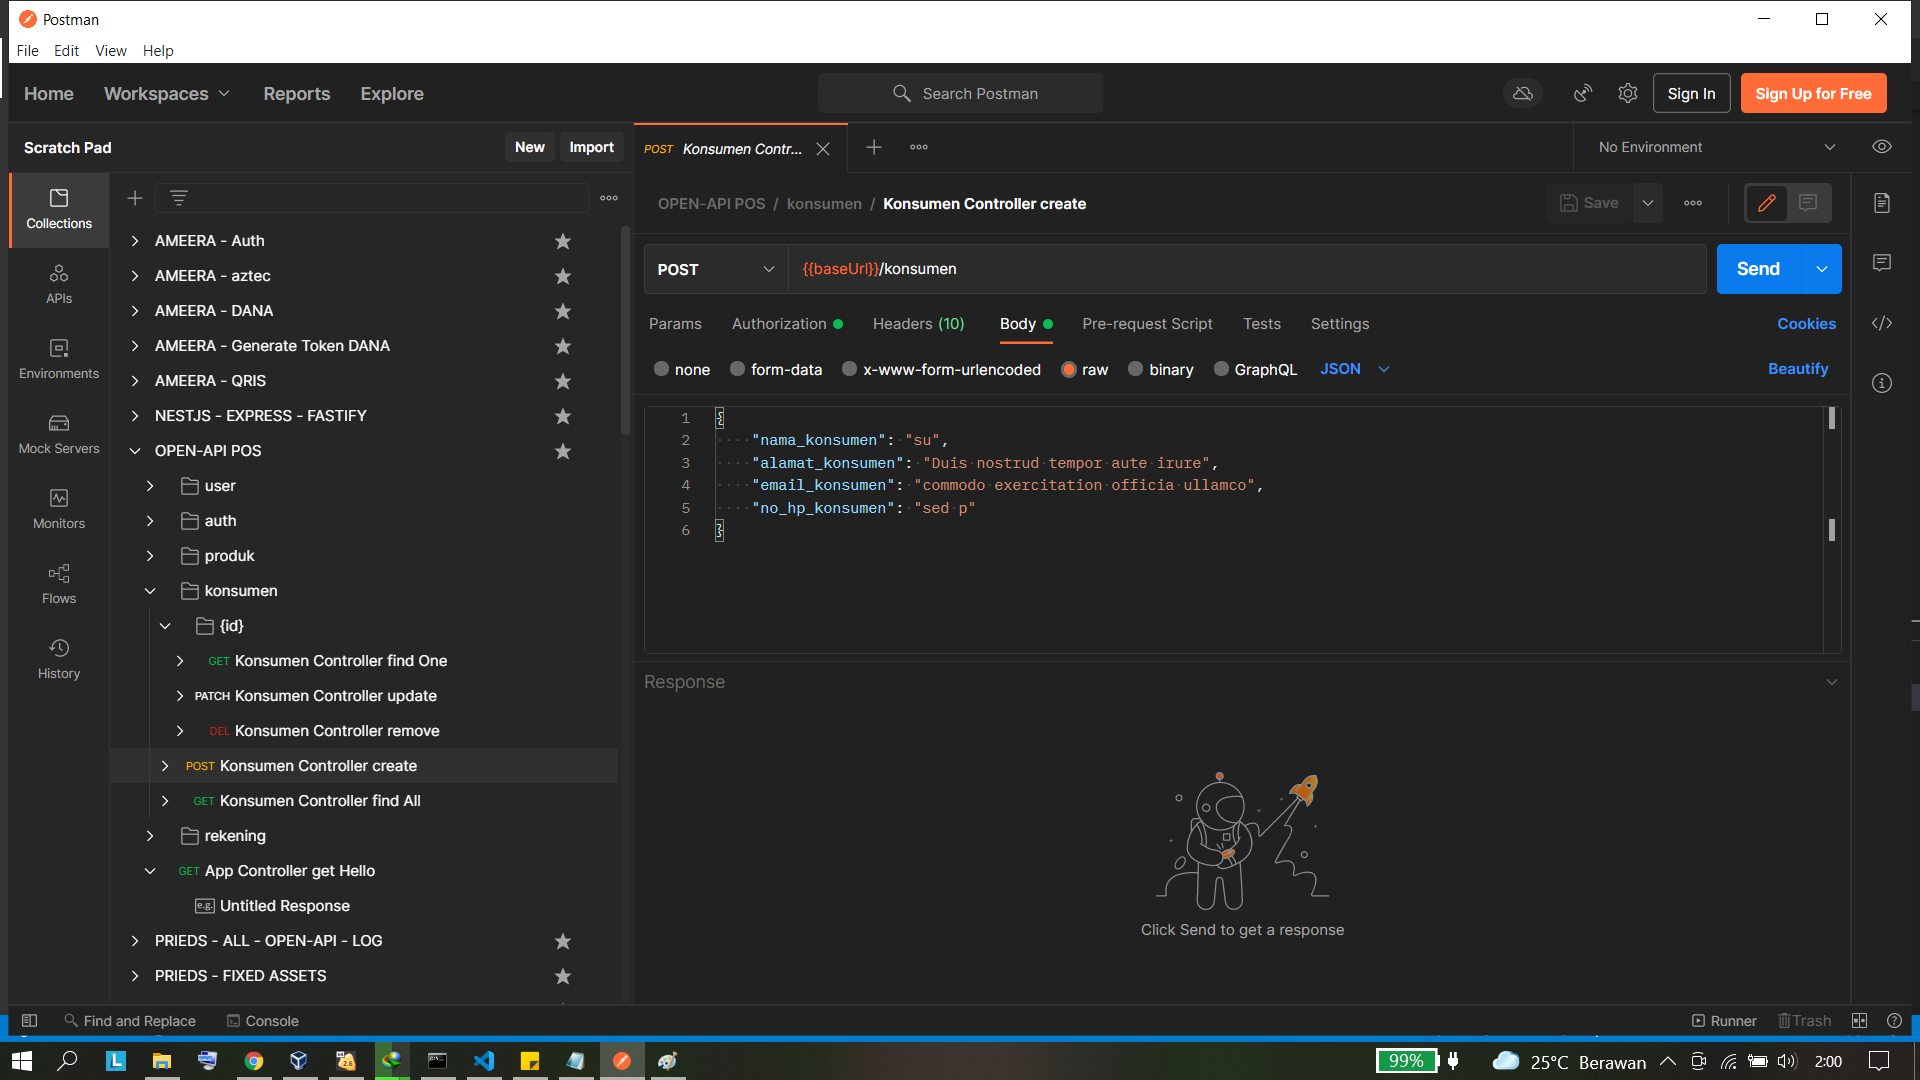 Postman
File Edit View Help
Home Workspaces Reports Explore Search Postman Sign In Sign Up for Free
Scratch Pad New Import
POST Konsumen Contr... No Environment
OPEN-API POS / konsumen / Konsumen Controller create Save
POST {{baseUrl}}/konsumen Send
Params Authorization Headers (10) Body Pre-request Script Tests Settings Cookies
none form-data x-www-form-urlencoded raw binary GraphQL JSON Beautify
1 {
2 "nama_konsumen": "su",
3 "alamat_konsumen": "Duis nostrud tempor aute irure",
4 "email_konsumen": "commodo exercitation officia ullamco",
5 "no_hp_konsumen": "sed p"
6 }
Response
Click Send to get a response
Collections
APIs
Environments
Mock Servers
Monitors
Flows
History
AMEERA - Auth
AMEERA - aztec
AMEERA - DANA
AMEERA - Generate Token DANA
AMEERA - QRIS
NESTJS - EXPRESS - FASTIFY
OPEN-API POS
user
auth
produk
konsumen
{id}
GET Konsumen Controller find One
PATCH Konsumen Controller update
DEL Konsumen Controller remove
POST Konsumen Controller create
GET Konsumen Controller find All
rekening
GET App Controller get Hello
e.g. Untitled Response
PRIEDS - ALL - OPEN-API - LOG
PRIEDS - FIXED ASSETS
Find and Replace Console Runner Trash
99% 25°C Berawan 2:00